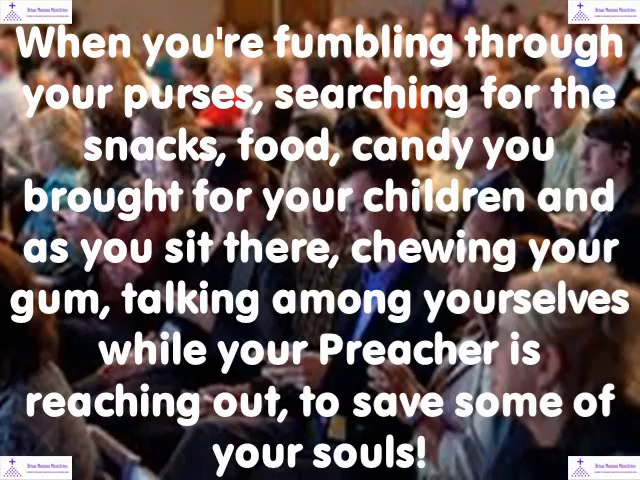 When you're fumbling through
your purses, searching for the
snacks, food, candy you
brought for your children and
as you sit there, chewing your
gum, talking among yourselves
while your Preacher is
reaching out, to save some of
your souls!